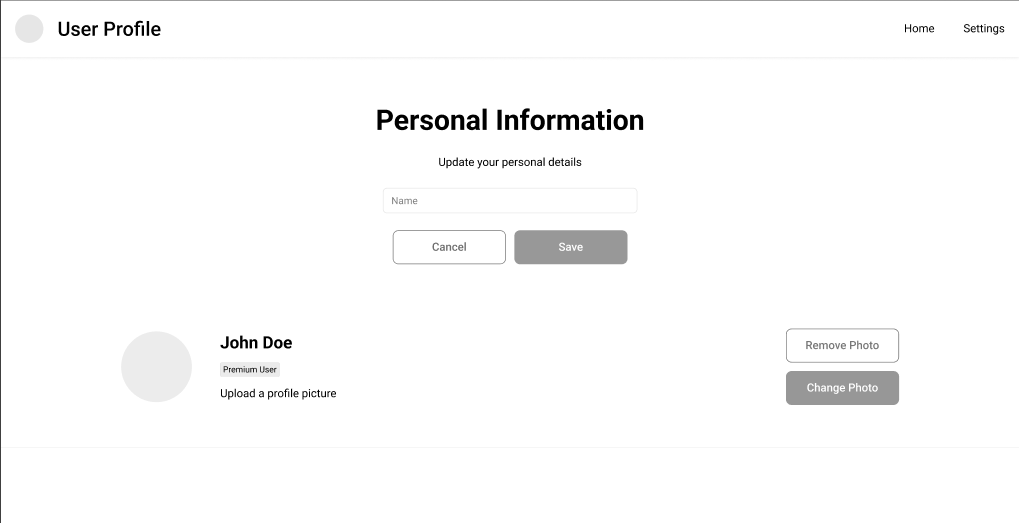 User Profile
Home
Settings
Personal Information
Update your personal details
Name
Cancel
Save
John Doe
Premium User
Upload a profile picture
Remove Photo
Change Photo